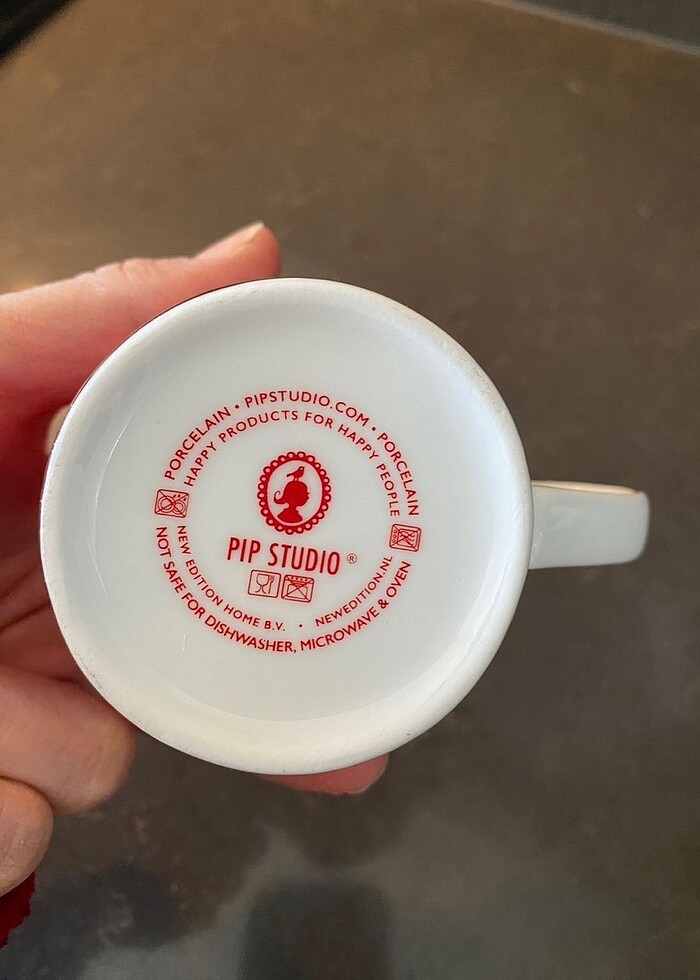 PORCELAIN • PIPSTUDIO.COM • PORCELAIN
HAPPY PRODUCTS FOR HAPPY PEOPLE
PIP STUDIO ®
NEW EDITION HOME B.V. • NEWEDITION.NL
NOT SAFE FOR DISHWASHER, MICROWAVE & OVEN